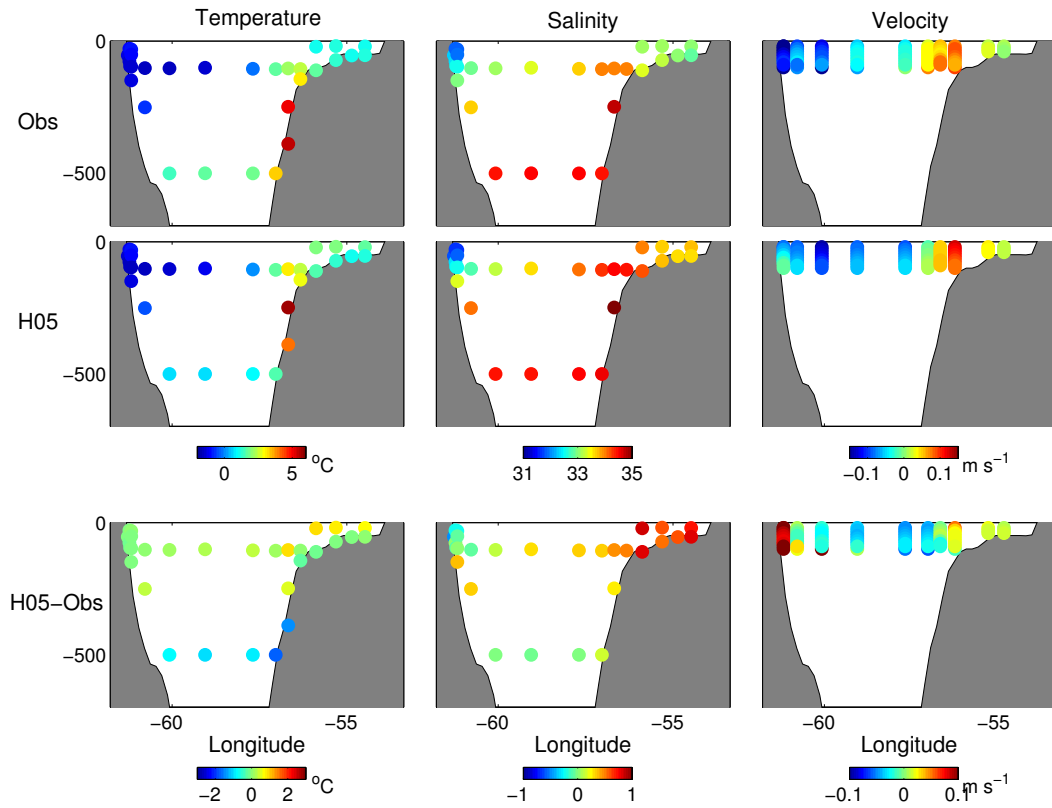 Temperature Salinity Velocity
0
Obs
−500
0
H05
−500
0 5 °C
31 33 35
−0.1 0 0.1 m s⁻¹
0
H05−Obs
−500
−60 −55 −60 −55 −60 −55
Longitude Longitude Longitude
−2 0 2 °C
−1 0 1
−0.1 0 0.1 m s⁻¹